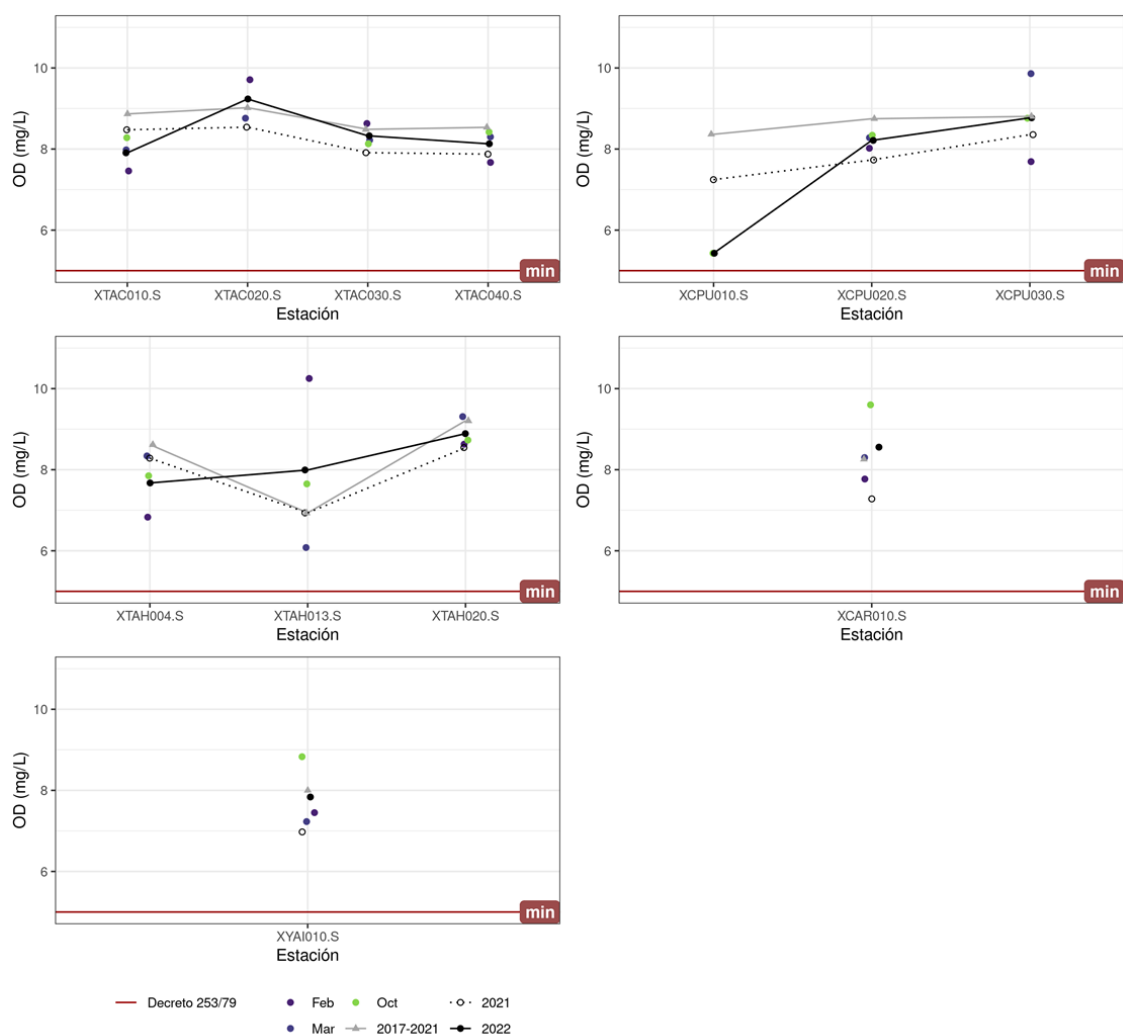 10
8
6
OD (mg/L)
min
XTAC010.S XTAC020.S XTAC030.S XTAC040.S
Estación
10
8
6
OD (mg/L)
min
XCPU010.S XCPU020.S XCPU030.S
Estación
10
8
6
OD (mg/L)
min
XTAH004.S XTAH013.S XTAH020.S
Estación
10
8
6
OD (mg/L)
min
XCAR010.S
Estación
10
8
6
OD (mg/L)
min
XYAI010.S
Estación
Decreto 253/79 Feb Oct 2021
Mar 2017-2021 2022